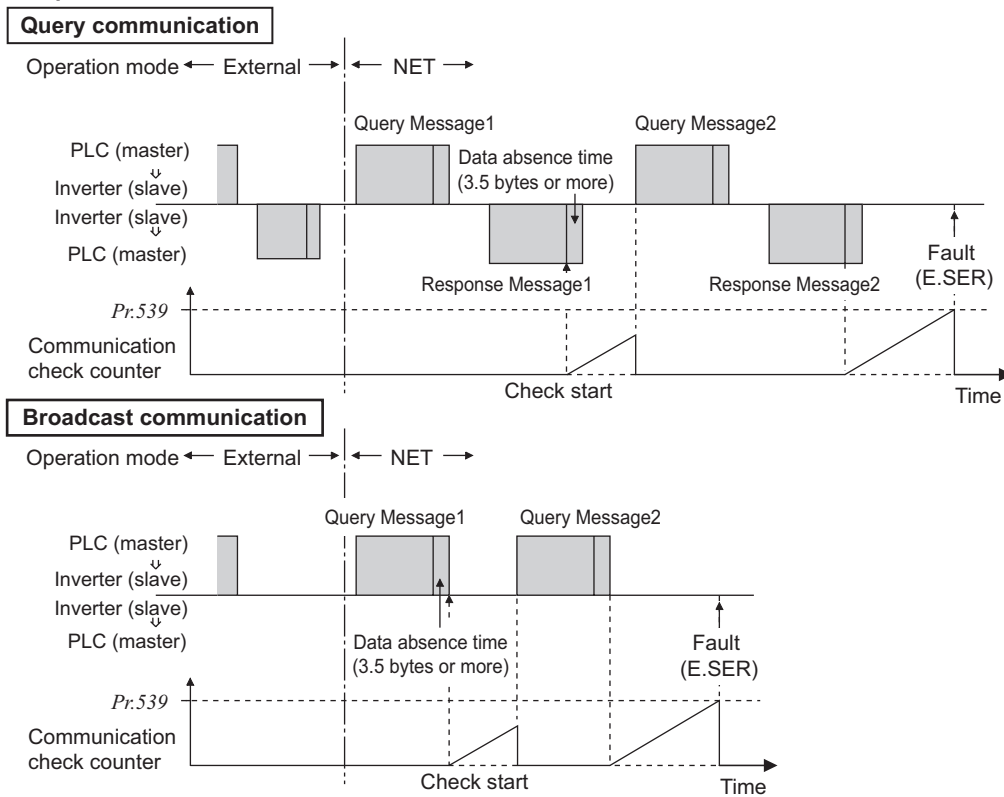 Query communication
Operation mode External NET
Query Message1 Query Message2
PLC (master)
Data absence time
(3.5 bytes or more)
Inverter (slave)
Inverter (slave)
PLC (master)
Fault
(E.SER)
Response Message1 Response Message2
Pr.539
Communication
check counter
Check start
Time
Broadcast communication
Operation mode External NET
Query Message1 Query Message2
PLC (master)
Inverter (slave)
Inverter (slave)
PLC (master)
Data absence time
(3.5 bytes or more)
Fault
(E.SER)
Pr.539
Communication
check counter
Check start
Time